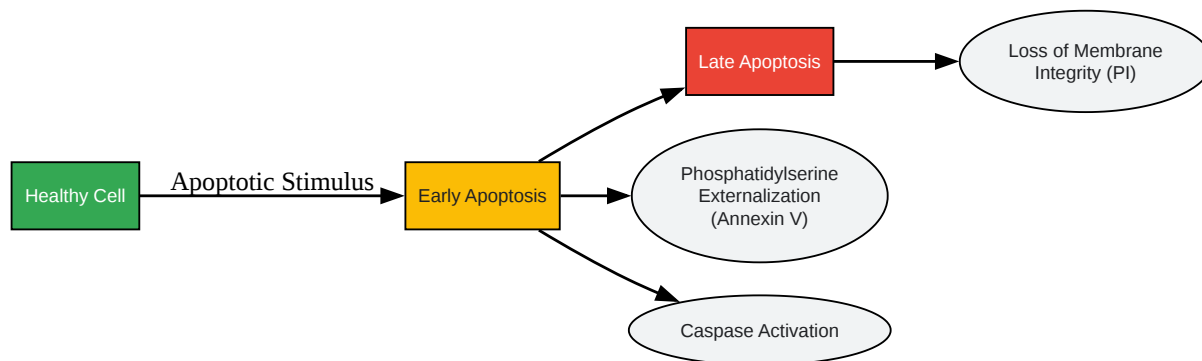 Healthy Cell
Apoptotic Stimulus
Early Apoptosis
Late Apoptosis
Loss of Membrane
Integrity (PI)
Phosphatidylserine
Externalization
(Annexin V)
Caspase Activation